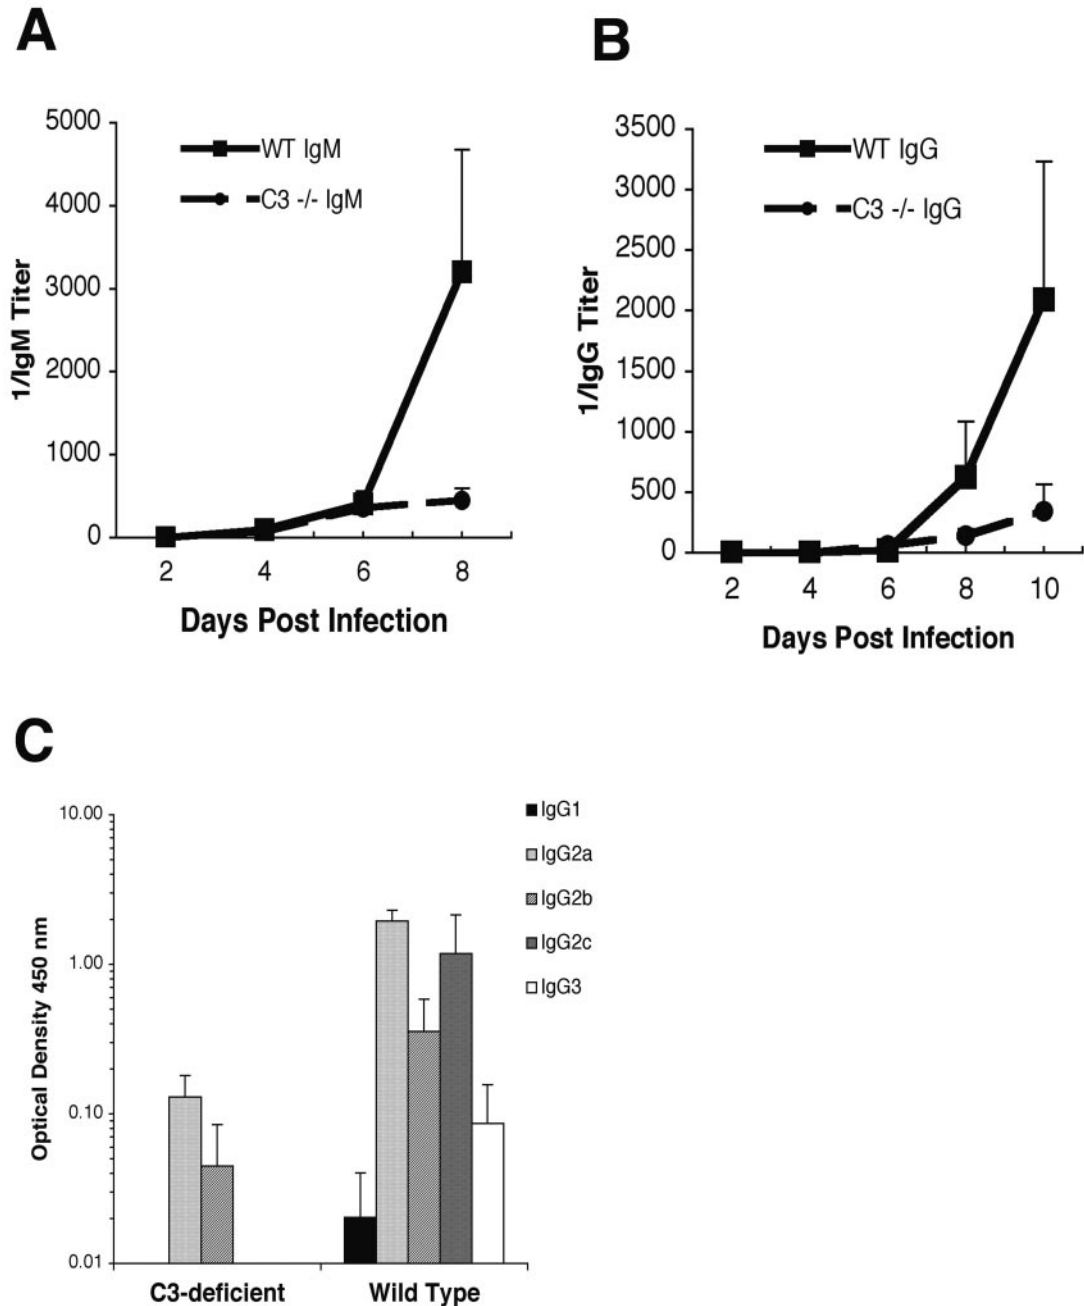 A
B
5000
4000
3000
2000
1000
0
WT IgM
C3 -/- IgM
1/IgM Titer
2 4 6 8
Days Post Infection
3500
3000
2500
2000
1500
1000
500
0
WT IgG
C3 -/- IgG
1/IgG Titer
2 4 6 8 10
Days Post Infection
C
10.00
1.00
0.10
0.01
Optical Density 450 nm
IgG1
IgG2a
IgG2b
IgG2c
IgG3
C3-deficient Wild Type